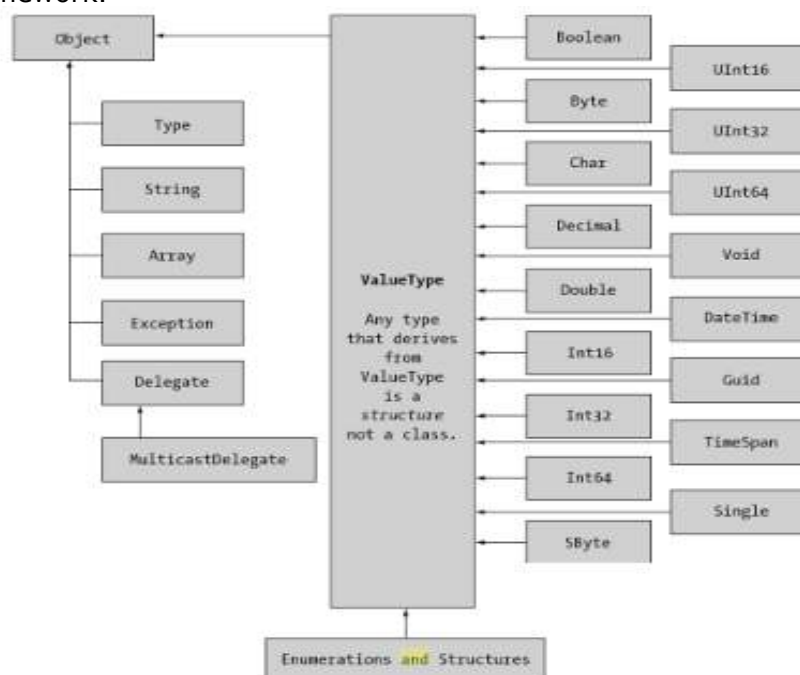 Object
Type
String
Array
Exception
Delegate
MulticastDelegate
ValueType
Any type
that derives
from
ValueType
is a
structure
not a class.
Boolean
UInt16
Byte
UInt32
Char
UInt64
Decimal
Void
Double
DateTime
Int16
Guid
Int32
TimeSpan
Int64
Single
SByte
Enumerations and Structures